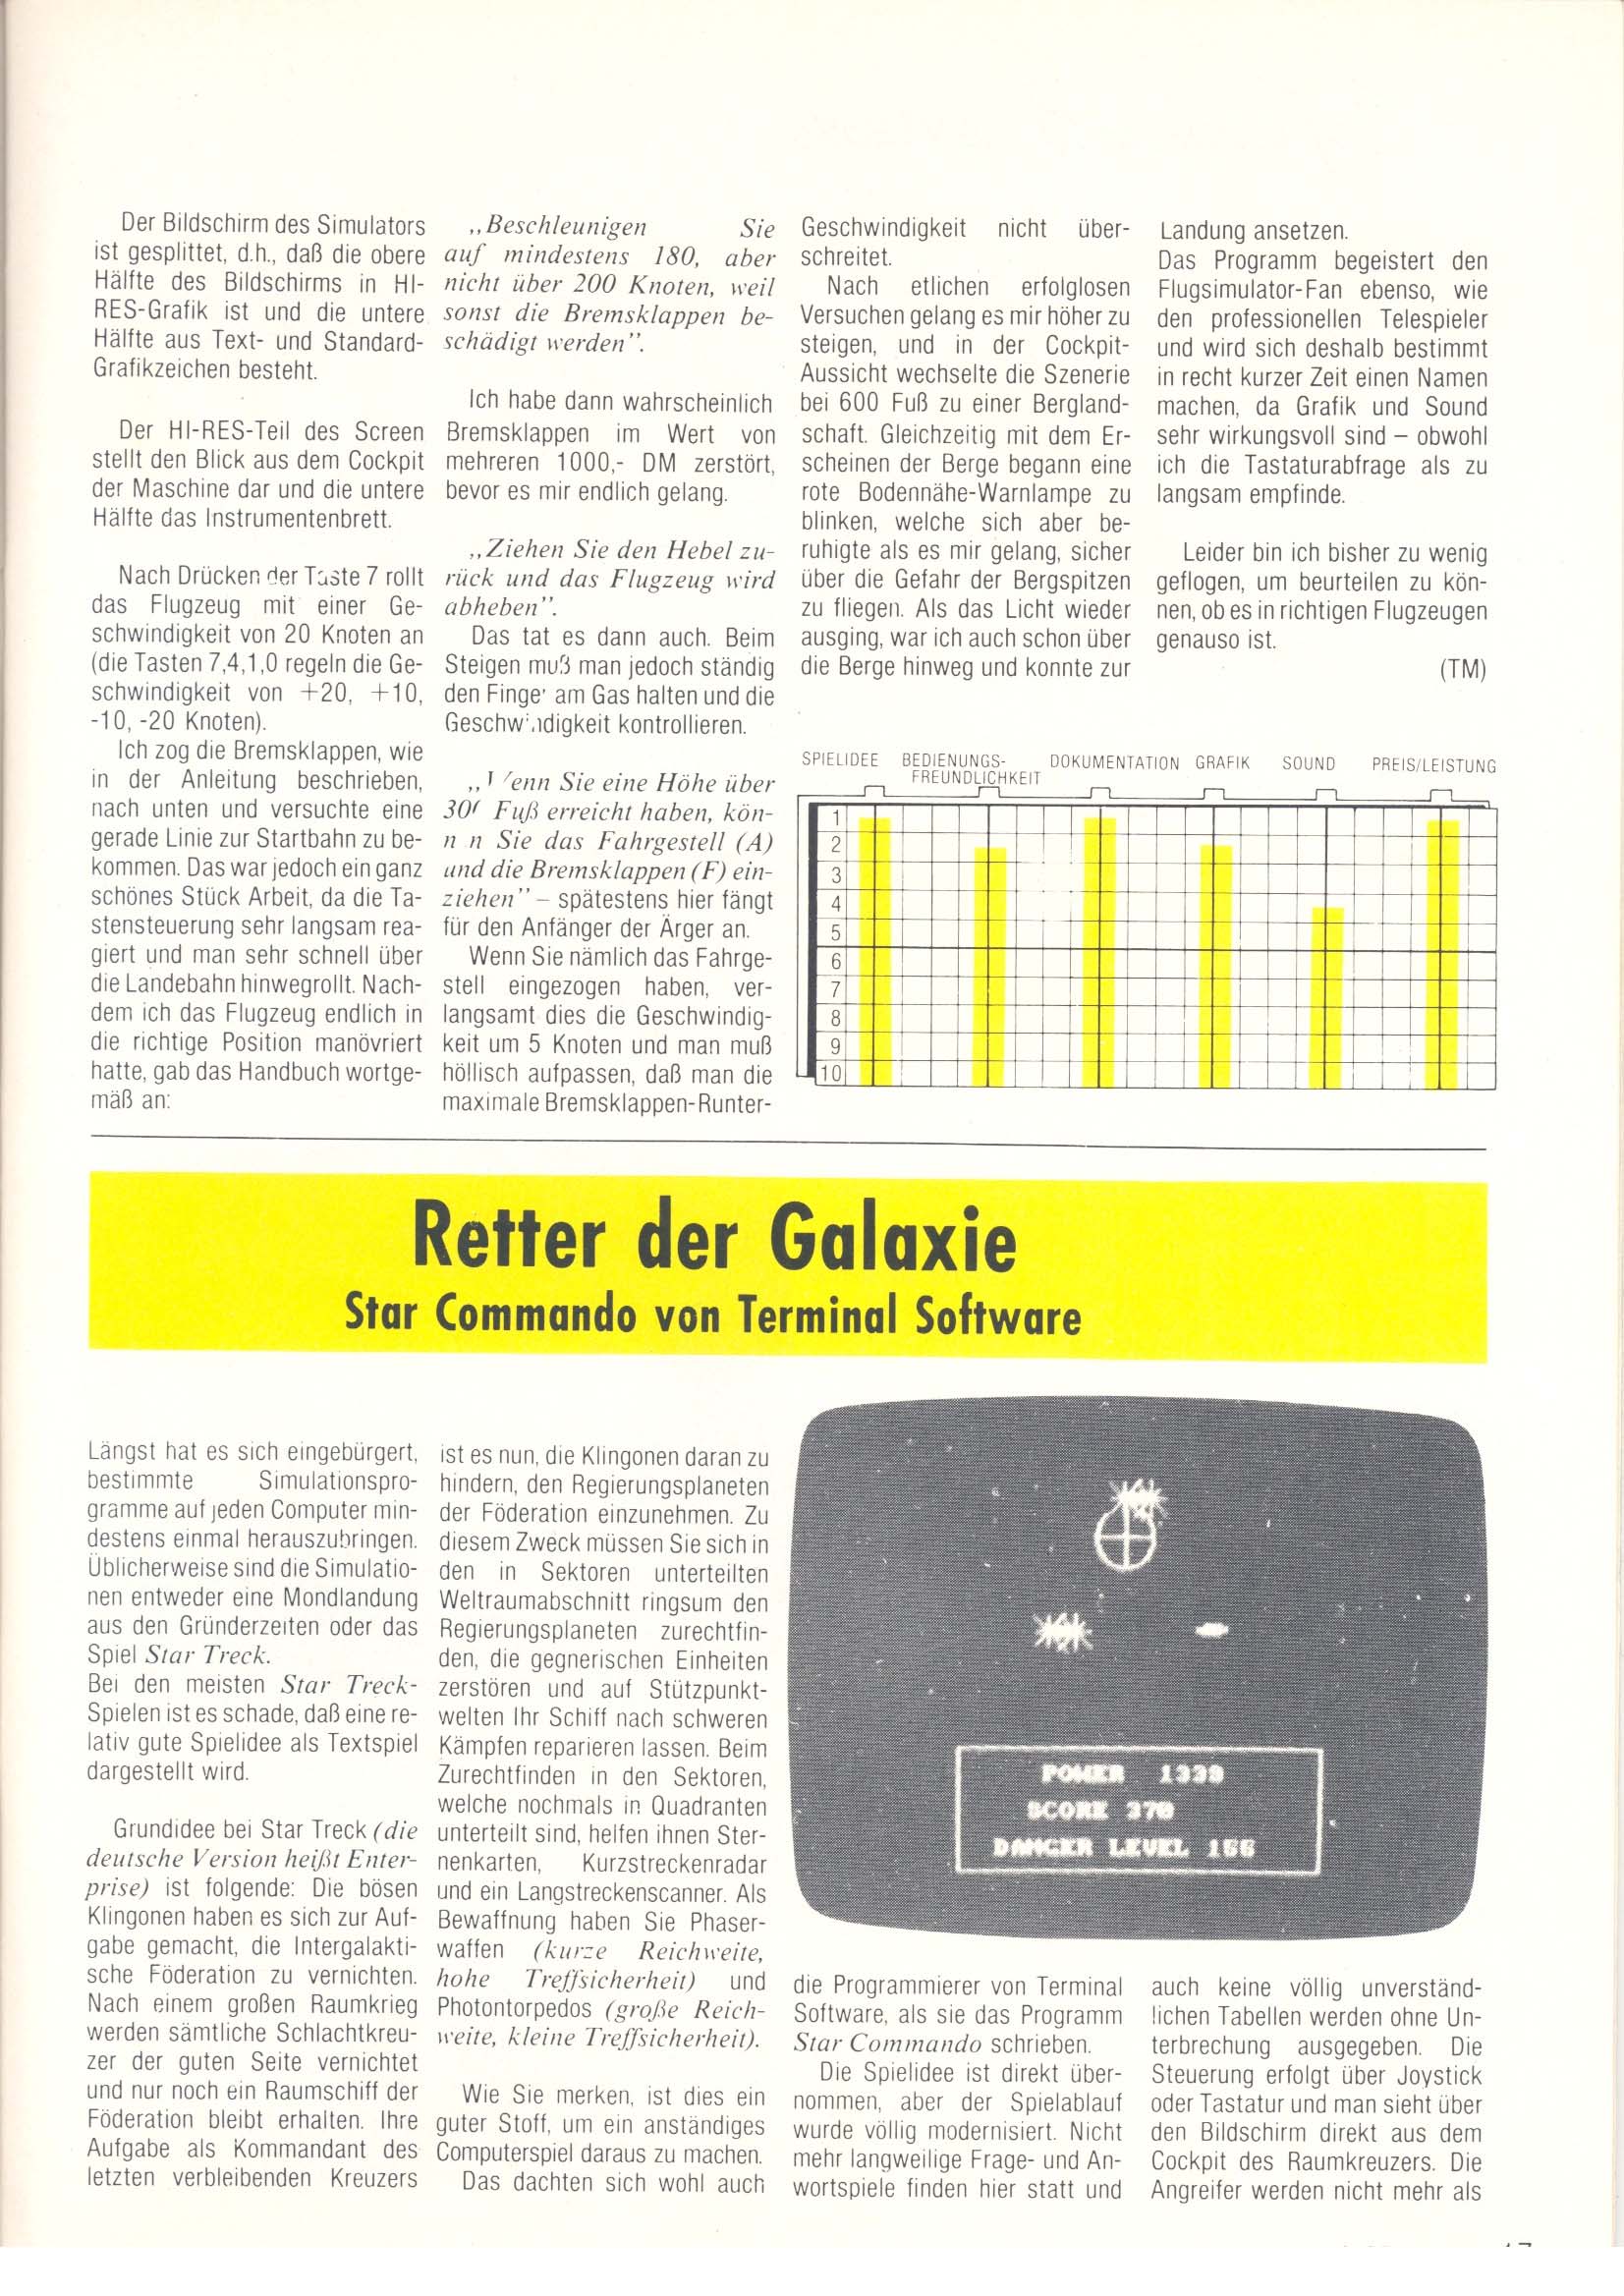 Der Bildschirm des Simulators
ist gesplittet, d.h., daß die obere
Hälfte des Bildschirms in HI-
RES-Grafik ist und die untere
Hälfte aus Text- und Standard-
Grafikzeichen besteht.
Der HI-RES-Teil des Screen
stellt den Blick aus dem Cockpit
der Maschine dar und die untere
Hälfte das Instrumentenbrett.
Nach Drücken der Taste 7 rollt
das Flugzeug mit einer Ge-
schwindigkeit von 20 Knoten an
(die Tasten 7,4,1,0 regeln die Ge-
schwindigkeit von +20, +10,
-10, -20 Knoten).
Ich zog die Bremsklappen, wie
in der Anleitung beschrieben,
nach unten und versuchte eine
gerade Linie zur Startbahn zu be-
kommen. Das war jedoch ein ganz
schönes Stück Arbeit, da die Ta-
stensteuerung sehr langsam rea-
giert und man sehr schnell über
die Landebahn hinwegrollt. Nach-
dem ich das Flugzeug endlich in
die richtige Position manövriert
hatte, gab das Handbuch wortge-
mäß an:
„Beschleunigen Sie
auf mindestens 180, aber
nicht über 200 Knoten, weil
sonst die Bremsklappen be-
schädigt werden”.
Ich habe dann wahrscheinlich
Bremsklappen im Wert von
mehreren 1000,- DM zerstört,
bevor es mir endlich gelang.
„Ziehen Sie den Hebel zu-
rück und das Flugzeug wird
abheben”.
Das tat es dann auch. Beim
Steigen muß man jedoch ständig
den Finger am Gas halten und die
Geschwindigkeit kontrollieren.
„Wenn Sie eine Höhe über
300 Fuß erreicht haben, kön-
n n Sie das Fahrgestell (A)
und die Bremsklappen (F) ein-
ziehen” – spätestens hier fängt
für den Anfänger der Ärger an.
Wenn Sie nämlich das Fahrge-
stell eingezogen haben, ver-
langsamt dies die Geschwindig-
keit um 5 Knoten und man muß
höllisch aufpassen, daß man die
maximale Bremsklappen-Runter-
Geschwindigkeit nicht über-
schreitet.
Nach etlichen erfolglosen
Versuchen gelang es mir höher zu
steigen, und in der Cockpit-
Aussicht wechselte die Szenerie
bei 600 Fuß zu einer Bergland-
schaft. Gleichzeitig mit dem Er-
scheinen der Berge begann eine
rote Bodennähe-Warnlampe zu
blinken, welche sich aber be-
ruhigte als es mir gelang, sicher
über die Gefahr der Bergspitzen
zu fliegen. Als das Licht wieder
ausging, war ich auch schon über
die Berge hinweg und konnte zur
Landung ansetzen.
Das Programm begeistert den
Flugsimulator-Fan ebenso, wie
den professionellen Telespieler
und wird sich deshalb bestimmt
in recht kurzer Zeit einen Namen
machen, da Grafik und Sound
sehr wirkungsvoll sind – obwohl
ich die Tastaturabfrage als zu
langsam empfinde.
Leider bin ich bisher zu wenig
geflogen, um beurteilen zu kön-
nen, ob es in richtigen Flugzeugen
genauso ist.
(TM)
SPIELIDEE BEDIENUNGS- DOKUMENTATION GRAFIK SOUND PREIS/LEISTUNG
FREUNDLICHKEIT
1
2
3
4
5
6
7
8
9
10
Retter der Galaxie
Star Commando von Terminal Software
Längst hat es sich eingebürgert,
bestimmte Simulationspro-
gramme auf jeden Computer min-
destens einmal herauszubringen.
Üblicherweise sind die Simulatio-
nen entweder eine Mondlandung
aus den Gründerzeiten oder das
Spiel Star Treck.
Bei den meisten Star Treck-
Spielen ist es schade, daß eine re-
lativ gute Spielidee als Textspiel
dargestellt wird.
Grundidee bei Star Treck (die
deutsche Version heißt Enter-
prise) ist folgende: Die bösen
Klingonen haben es sich zur Auf-
gabe gemacht, die Intergalakti-
sche Föderation zu vernichten.
Nach einem großen Raumkrieg
werden sämtliche Schlachtkreu-
zer der guten Seite vernichtet
und nur noch ein Raumschiff der
Föderation bleibt erhalten. Ihre
Aufgabe als Kommandant des
letzten verbleibenden Kreuzers
ist es nun, die Klingonen daran zu
hindern, den Regierungsplaneten
der Föderation einzunehmen. Zu
diesem Zweck müssen Sie sich in
den in Sektoren unterteilten
Weltraumabschnitt ringsum den
Regierungsplaneten zurechtfin-
den, die gegnerischen Einheiten
zerstören und auf Stützpunkt-
welten Ihr Schiff nach schweren
Kämpfen reparieren lassen. Beim
Zurechtfinden in den Sektoren,
welche nochmals in Quadranten
unterteilt sind, helfen ihnen Ster-
nenkarten, Kurzstreckenradar
und ein Langstreckenscanner. Als
Bewaffnung haben Sie Phaser-
waffen (kurze Reichweite,
hohe Treffsicherheit) und
Photontorpedos (große Reich-
weite, kleine Treffsicherheit).
Wie Sie merken, ist dies ein
guter Stoff, um ein anständiges
Computerspiel daraus zu machen.
Das dachten sich wohl auch
POWER 1339
SCORE 370
DANGER LEVEL 166
die Programmierer von Terminal
Software, als sie das Programm
Star Commando schrieben.
Die Spielidee ist direkt über-
nommen, aber der Spielablauf
wurde völlig modernisiert. Nicht
mehr langweilige Frage- und An-
wortspiele finden hier statt und
auch keine völlig unverständ-
lichen Tabellen werden ohne Un-
terbrechung ausgegeben. Die
Steuerung erfolgt über Joystick
oder Tastatur und man sieht über
den Bildschirm direkt aus dem
Cockpit des Raumkreuzers. Die
Angreifer werden nicht mehr als